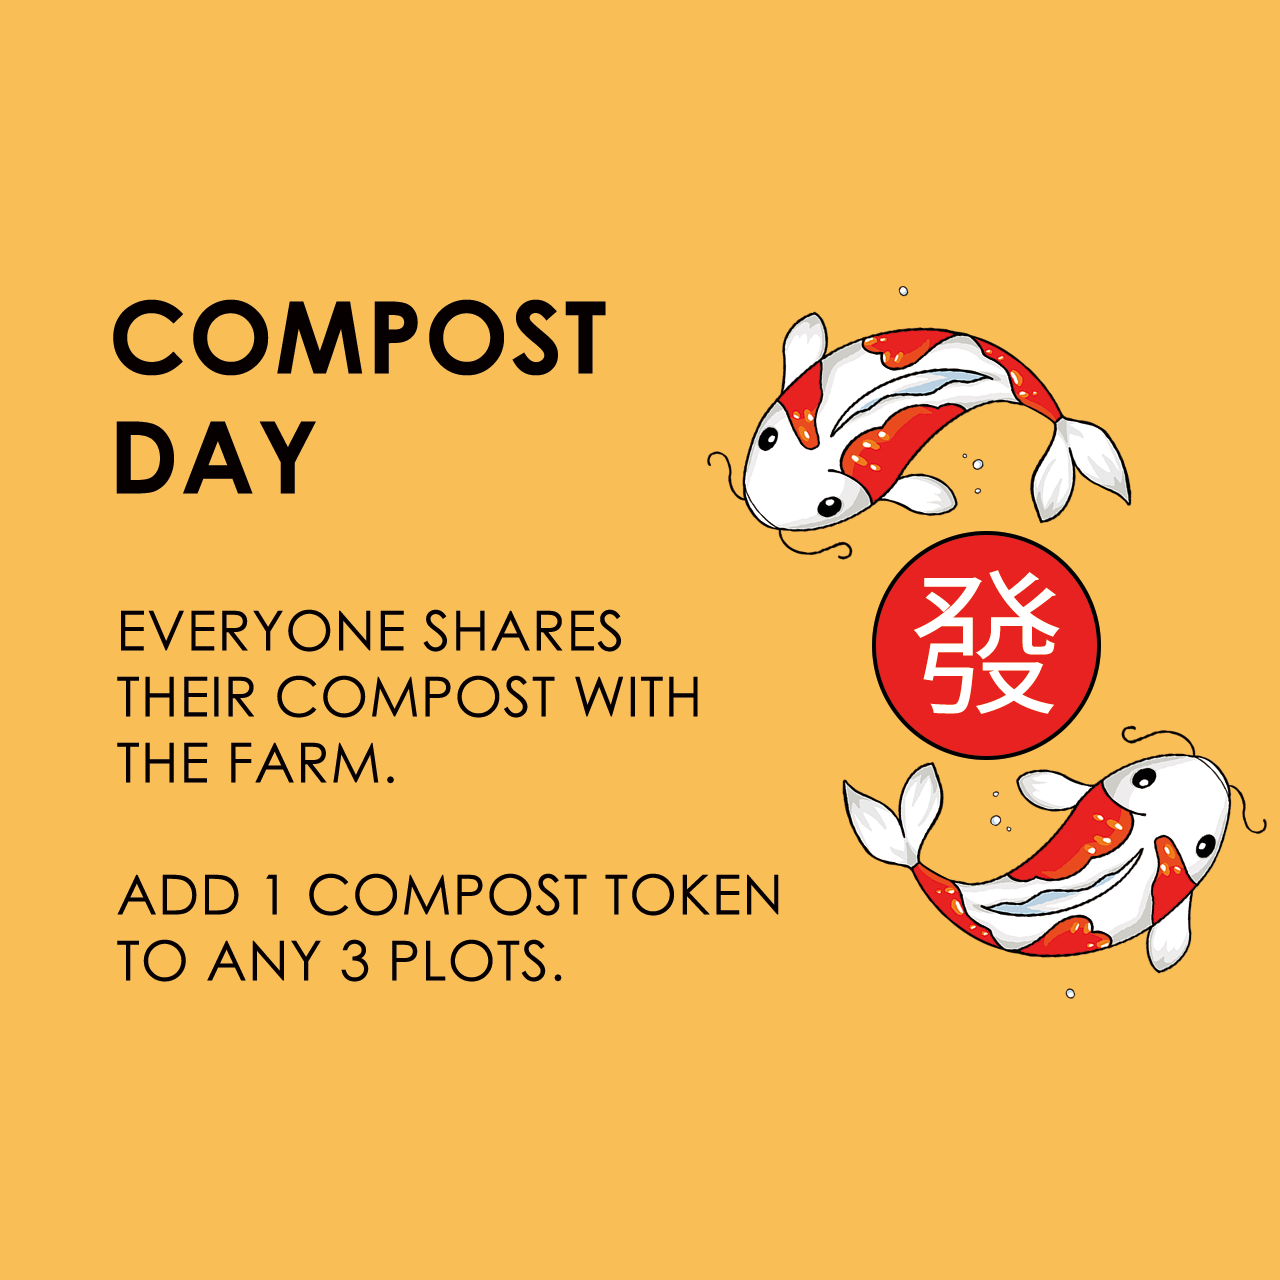 COMPOST
DAY
EVERYONE SHARES
THEIR COMPOST WITH
THE FARM.
ADD 1 COMPOST TOKEN
TO ANY 3 PLOTS.
發